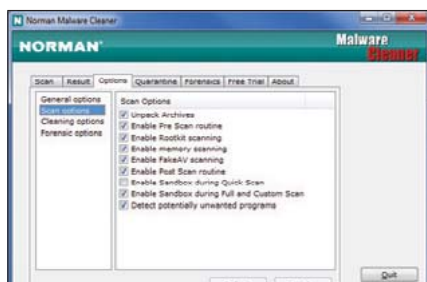 Norman Malware Cleaner
NORMAN
Malware
Cleaner
Scan Result Options Quarantine Forensics Free Trial About
General options
Scan options
Cleaning options
Forensic options
Scan Options
Unpack Archives
Enable Pre Scan routine
Enable Rootkit scanning
Enable memory scanning
Enable FakeAV scanning
Enable Post Scan routine
Enable Sandbox during Quick Scan
Enable Sandbox during Full and Custom Scan
Detect potentially unwanted programs
Quit